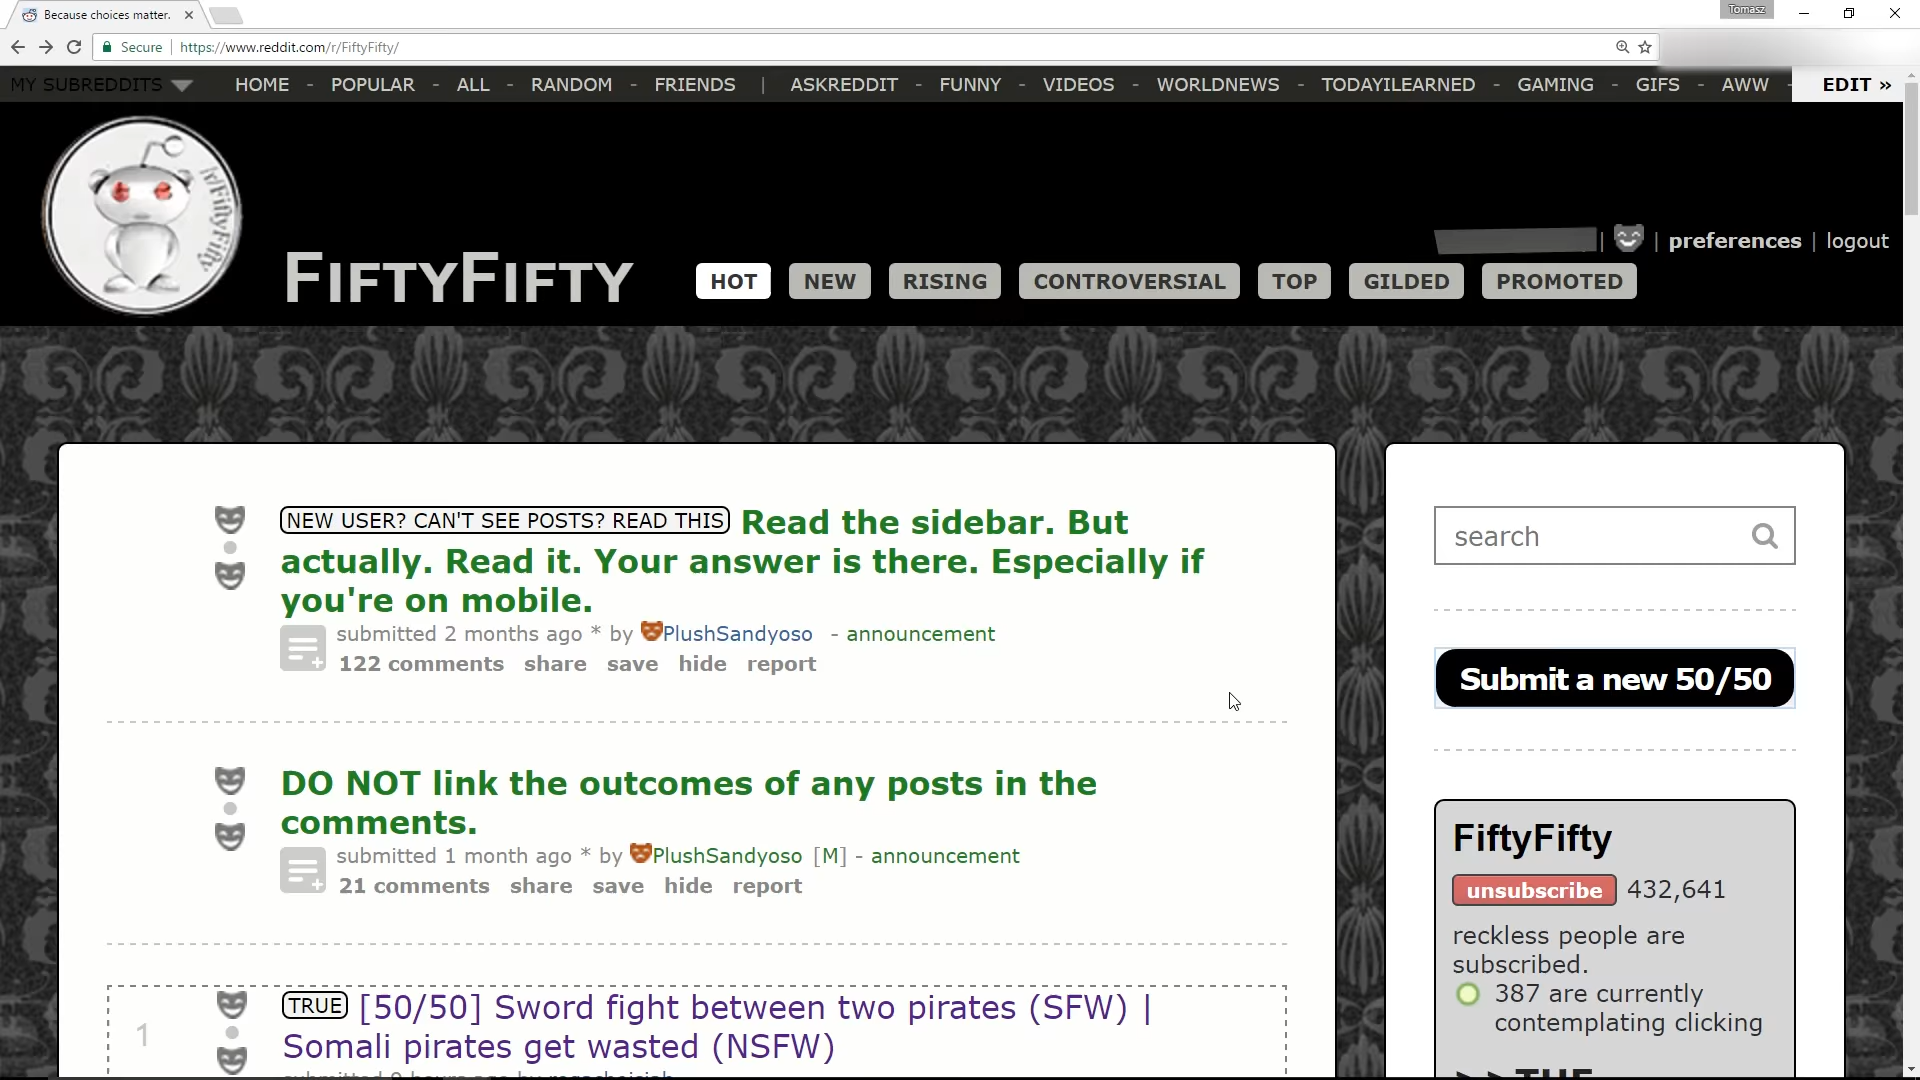 Because choices matter.
Tomasz
Secure | https://www.reddit.com/r/FiftyFifty/
MY SUBREDDITS HOME - POPULAR - ALL - RANDOM - FRIENDS | ASKREDDIT - FUNNY - VIDEOS - WORLDNEWS - TODAYILEARNED - GAMING - GIFS - AWW - EDIT »
/r/FiftyFifty
| | preferences | logout
FIFTYFIFTY HOT NEW RISING CONTROVERSIAL TOP GILDED PROMOTED
NEW USER? CAN'T SEE POSTS? READ THIS Read the sidebar. But
actually. Read it. Your answer is there. Especially if
you're on mobile.
submitted 2 months ago * by PlushSandyoso - announcement
122 comments share save hide report
DO NOT link the outcomes of any posts in the
comments.
submitted 1 month ago * by PlushSandyoso [M] - announcement
21 comments share save hide report
1
TRUE [50/50] Sword fight between two pirates (SFW) |
Somali pirates get wasted (NSFW)
search
Submit a new 50/50
FiftyFifty
unsubscribe 432,641
reckless people are
subscribed.
387 are currently
contemplating clicking
>>THE